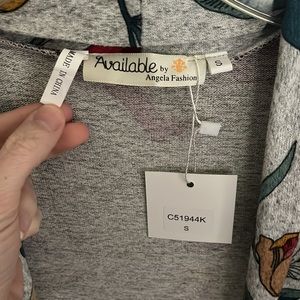 MADE IN CHINA
Available by
Angela Fashion
S
C51944K
S